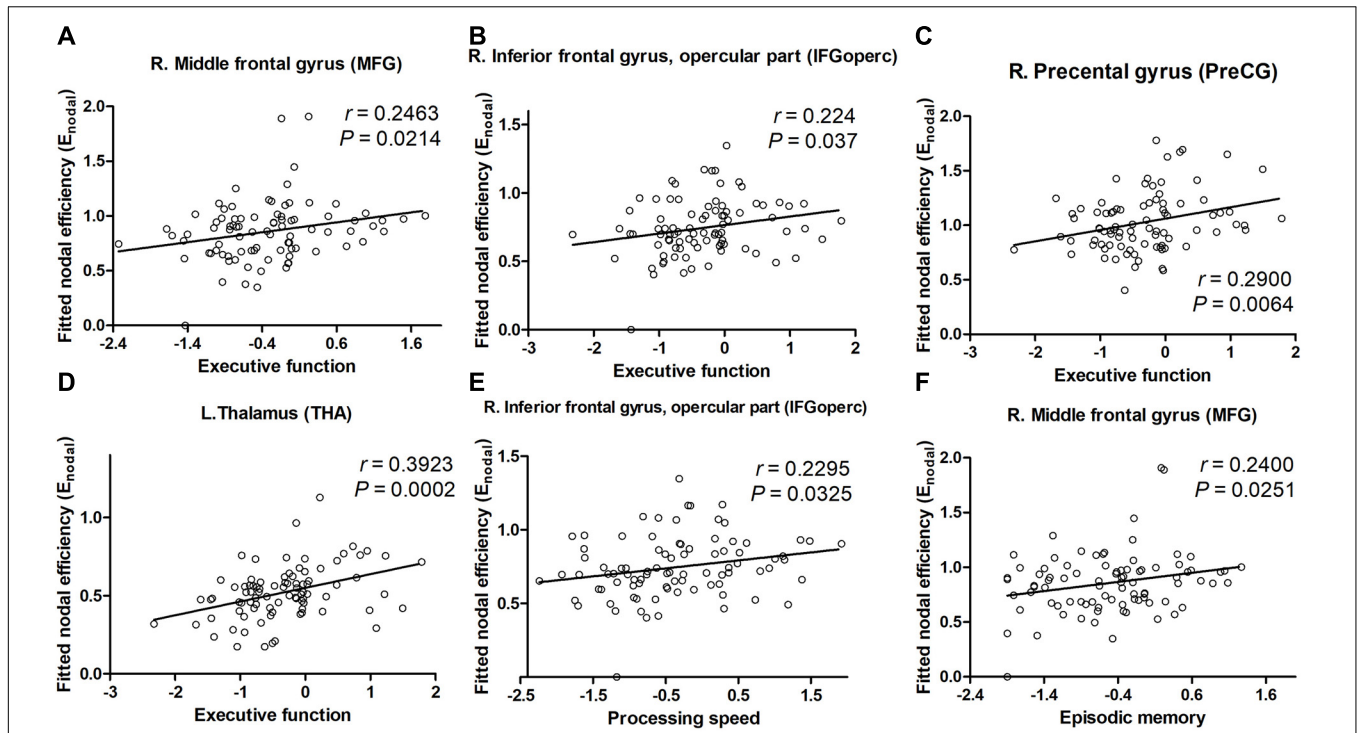 A
R. Middle frontal gyrus (MFG)
Fitted nodal efficiency (Enodal)
2.0
1.5
1.0
0.5
0.0
r = 0.2463
P = 0.0214
-2.4 -1.4 -0.4 0.6 1.6
Executive function
B
R. Inferior frontal gyrus, opercular part (IFGoperc)
Fitted nodal efficiency (Enodal)
1.5
1.0
0.5
0.0
r = 0.224
P = 0.037
-3 -2 -1 0 1 2
Executive function
C
R. Precental gyrus (PreCG)
Fitted nodal efficiency (Enodal)
2.0
1.5
1.0
0.5
0.0
r = 0.2900
P = 0.0064
-3 -2 -1 0 1 2
Executive function
D
L.Thalamus (THA)
Fitted nodal efficiency (Enodal)
1.0
0.5
0.0
r = 0.3923
P = 0.0002
-3 -2 -1 0 1 2
Executive function
E
R. Inferior frontal gyrus, opercular part (IFGoperc)
Fitted nodal efficiency (Enodal)
1.5
1.0
0.5
r = 0.2295
P = 0.0325
-2.5 -1.5 -0.5 0.5 1.5
Processing speed
F
R. Middle frontal gyrus (MFG)
Fitted nodal efficiency (Enodal)
2.0
1.5
1.0
0.5
0.0
r = 0.2400
P = 0.0251
-2.4 -1.4 -0.4 0.6 1.6
Episodic memory